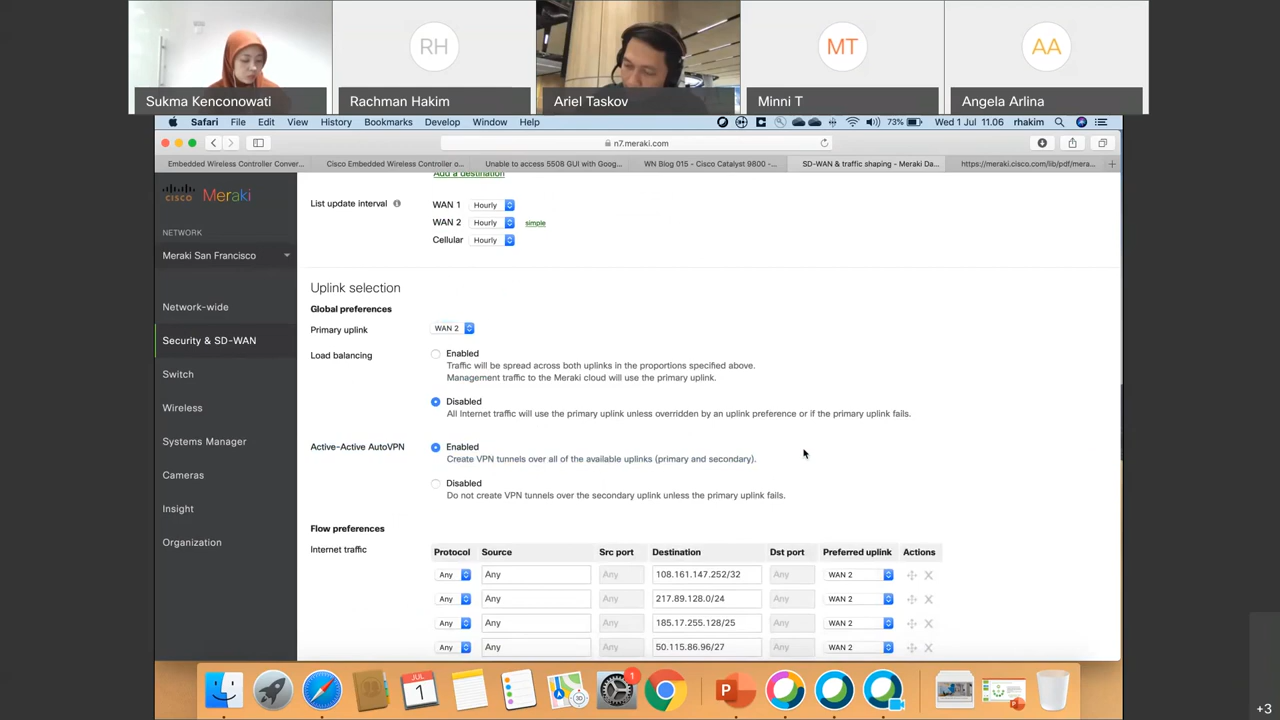 RH
MT
AA
Sukma Kenconowati
Rachman Hakim
Ariel Taskov
Minni T
Angela Arlina
Safari File Edit View History Bookmarks Develop Window Help
73% Wed 1 Jul 11.06 rhakim
n7.meraki.com
Embedded Wireless Controller Conver...
Cisco Embedded Wireless Controller o...
Unable to access 5508 GUI with Goog...
WN Blog 015 – Cisco Catalyst 9800 –...
SD-WAN & traffic shaping - Meraki Da...
https://meraki.cisco.com/lib/pdf/mera...
Add a destination
CISCO Meraki
NETWORK
Meraki San Francisco
Network-wide
Security & SD-WAN
Switch
Wireless
Systems Manager
Cameras
Insight
Organization
List update interval
WAN 1 Hourly
WAN 2 Hourly simple
Cellular Hourly
Uplink selection
Global preferences
Primary uplink WAN 2
Load balancing Enabled
Traffic will be spread across both uplinks in the proportions specified above.
Management traffic to the Meraki cloud will use the primary uplink.
Disabled
All Internet traffic will use the primary uplink unless overridden by an uplink preference or if the primary uplink fails.
Active-Active AutoVPN Enabled
Create VPN tunnels over all of the available uplinks (primary and secondary).
Disabled
Do not create VPN tunnels over the secondary uplink unless the primary uplink fails.
Flow preferences
Internet traffic
Protocol Source Src port Destination Dst port Preferred uplink Actions
Any Any Any 108.161.147.252/32 Any WAN 2
Any Any Any 217.89.128.0/24 Any WAN 2
Any Any Any 185.17.255.128/25 Any WAN 2
Any Any Any 50.115.86.96/27 Any WAN 2
JUL
1
1
+3